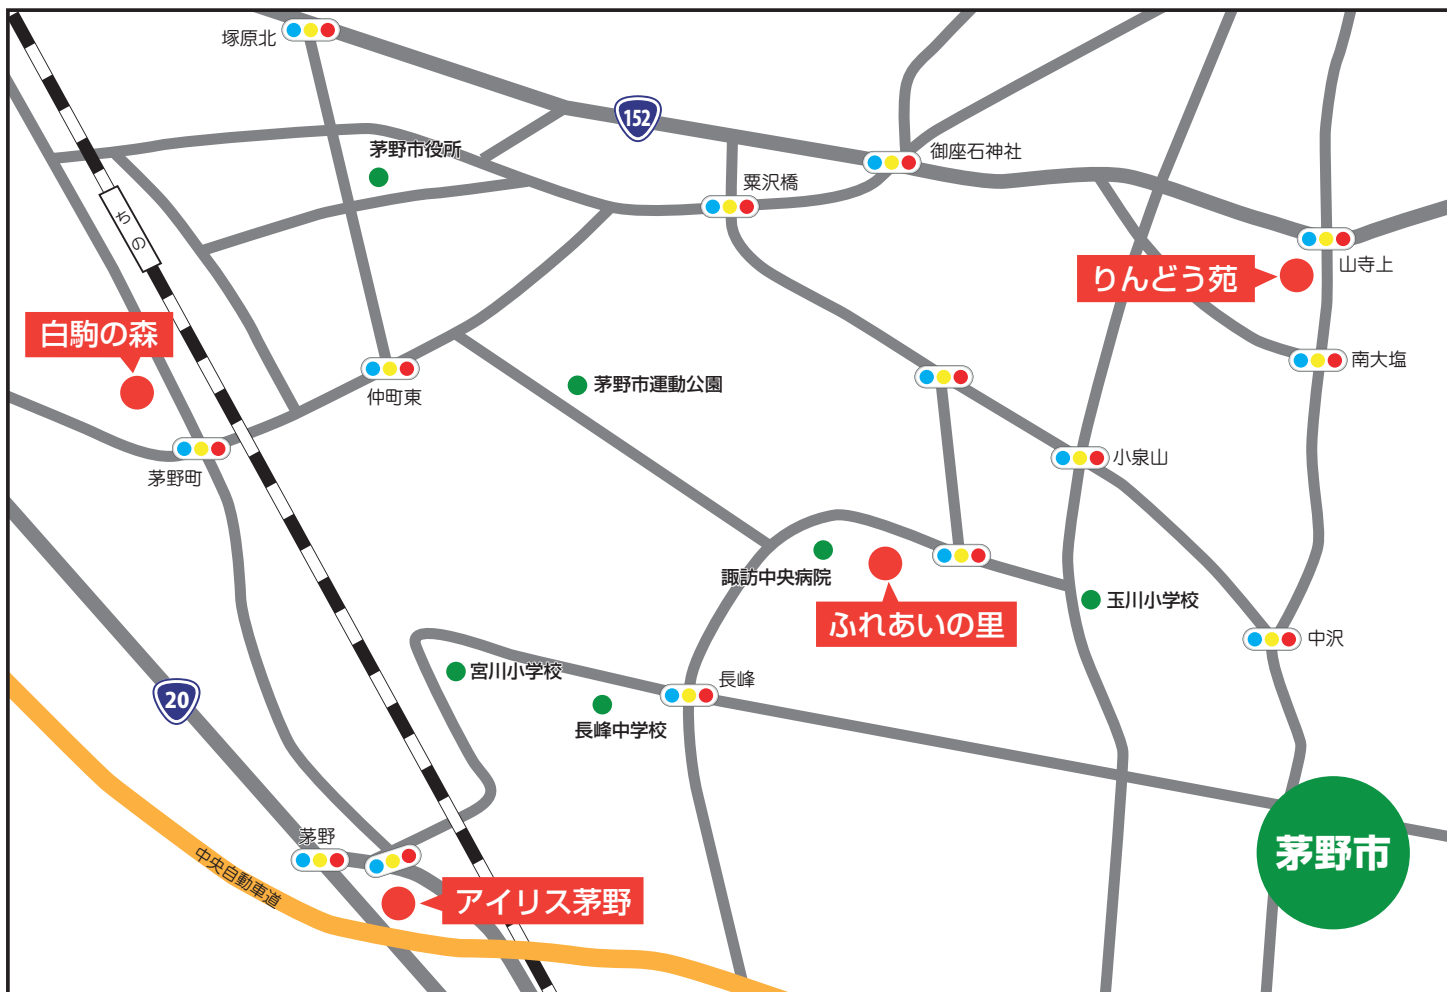 塚原北
152
茅野市役所
御座石神社
粟沢橋
ちの
山寺上
りんどう苑
白駒の森
南大塩
仲町東
茅野市運動公園
小泉山
茅野町
諏訪中央病院
玉川小学校
ふれあいの里
中沢
宮川小学校
長峰
20
長峰中学校
茅野
茅野市
中央自動車道
アイリス茅野